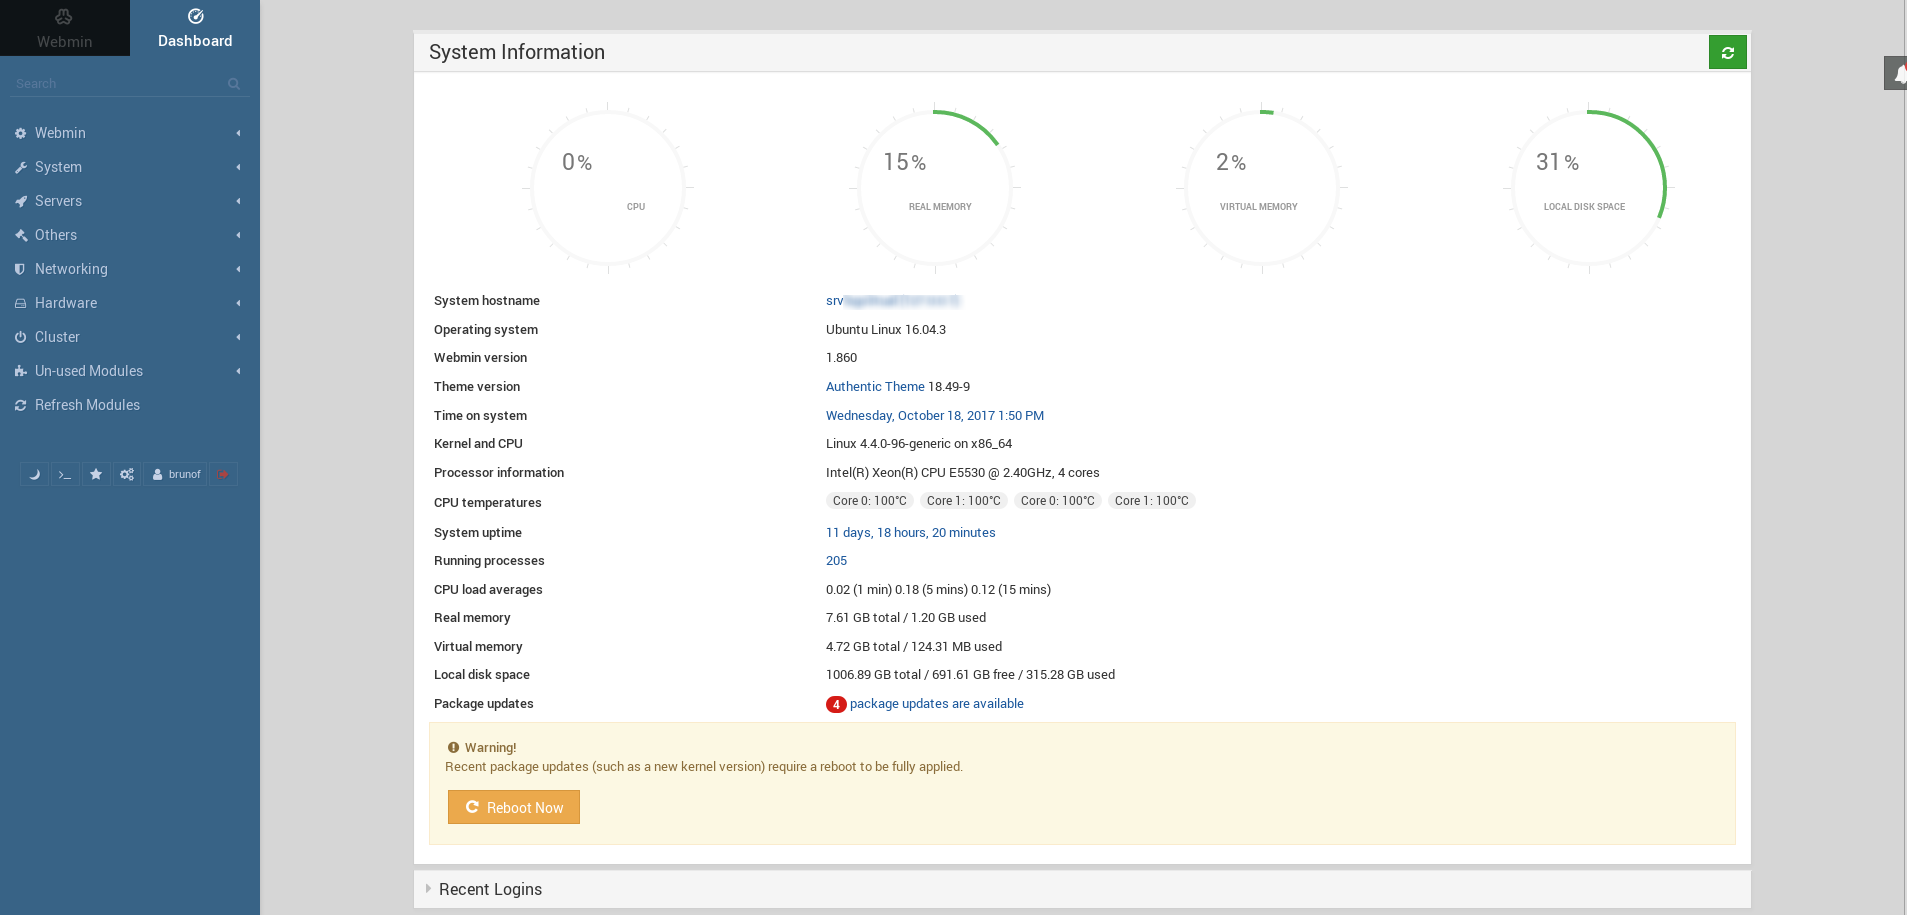 Webmin
Dashboard
Search
Webmin
System
Servers
Others
Networking
Hardware
Cluster
Un-used Modules
Refresh Modules
brunof
System Information
0%
CPU
15%
REAL MEMORY
2%
VIRTUAL MEMORY
31%
LOCAL DISK SPACE
System hostname srv
Operating system Ubuntu Linux 16.04.3
Webmin version 1.860
Theme version Authentic Theme 18.49-9
Time on system Wednesday, October 18, 2017 1:50 PM
Kernel and CPU Linux 4.4.0-96-generic on x86_64
Processor information Intel(R) Xeon(R) CPU E5530 @ 2.40GHz, 4 cores
CPU temperatures Core 0: 100°C Core 1: 100°C Core 0: 100°C Core 1: 100°C
System uptime 11 days, 18 hours, 20 minutes
Running processes 205
CPU load averages 0.02 (1 min) 0.18 (5 mins) 0.12 (15 mins)
Real memory 7.61 GB total / 1.20 GB used
Virtual memory 4.72 GB total / 124.31 MB used
Local disk space 1006.89 GB total / 691.61 GB free / 315.28 GB used
Package updates 4 package updates are available
Warning!
Recent package updates (such as a new kernel version) require a reboot to be fully applied.
Reboot Now
Recent Logins